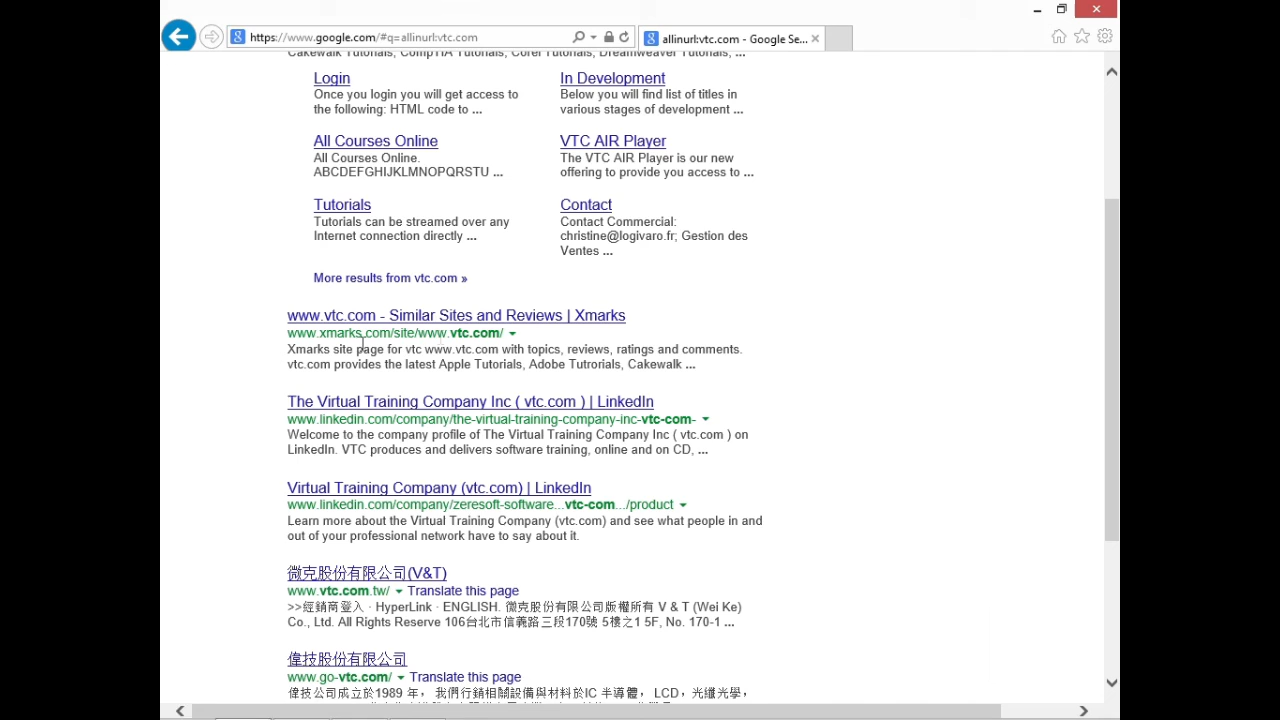 https://www.google.com/#q=allinurl:vtc.com
allinurl:vtc.com - Google Se...
Cakewalk Tutorials, CompTIA Tutorials, Corel Tutorials, Dreamweaver Tutorials, ...
Login
Once you login you will get access to
the following: HTML code to ...
In Development
Below you will find list of titles in
various stages of development ...
All Courses Online
All Courses Online.
ABCDEFGHIJKLMNOPQRSTU ...
VTC AIR Player
The VTC AIR Player is our new
offering to provide you access to ...
Tutorials
Tutorials can be streamed over any
Internet connection directly ...
Contact
Contact Commercial:
christine@logivaro.fr; Gestion des
Ventes ...
More results from vtc.com »
www.vtc.com - Similar Sites and Reviews | Xmarks
www.xmarks.com/site/www.vtc.com/
Xmarks site page for vtc www.vtc.com with topics, reviews, ratings and comments.
vtc.com provides the latest Apple Tutorials, Adobe Tutrorials, Cakewalk ...
The Virtual Training Company Inc ( vtc.com ) | LinkedIn
www.linkedin.com/company/the-virtual-training-company-inc-vtc-com-
Welcome to the company profile of The Virtual Training Company Inc ( vtc.com ) on
LinkedIn. VTC produces and delivers software training, online and on CD, ...
Virtual Training Company (vtc.com) | LinkedIn
www.linkedin.com/company/zeresoft-software...vtc-com.../product
Learn more about the Virtual Training Company (vtc.com) and see what people in and
out of your professional network have to say about it.
微克股份有限公司(V&T)
www.vtc.com.tw/ Translate this page
>>經銷商登入 · HyperLink · ENGLISH. 微克股份有限公司版權所有 V & T (Wei Ke)
Co., Ltd. All Rights Reserve 106台北市信義路三段170號 5樓之1 5F, No. 170-1 ...
偉技股份有限公司
www.go-vtc.com/ Translate this page
偉技公司成立於1989 年， 我們行銷相關設備與材料於IC 半導體， LCD，光纖光學，